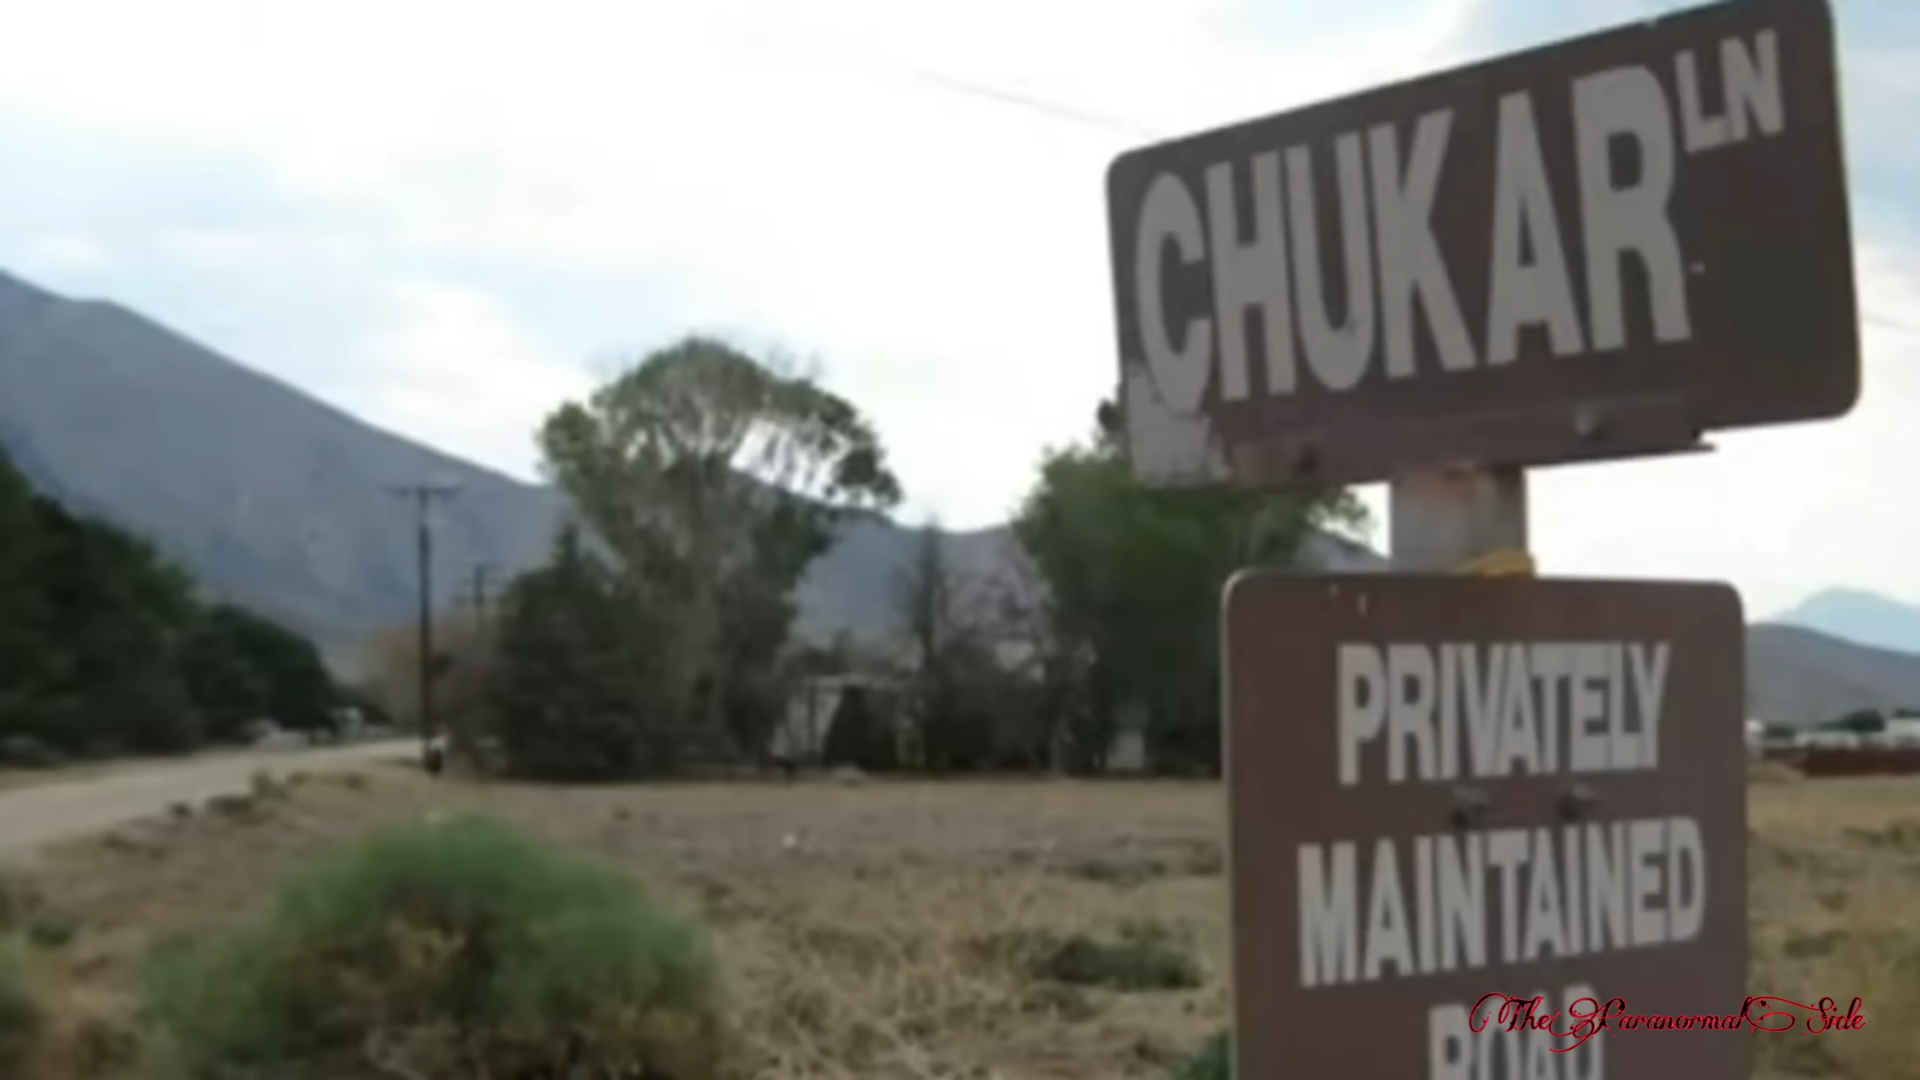 CHUKAR LN
PRIVATELY
MAINTAINED
ROAD
The Paranormal Side